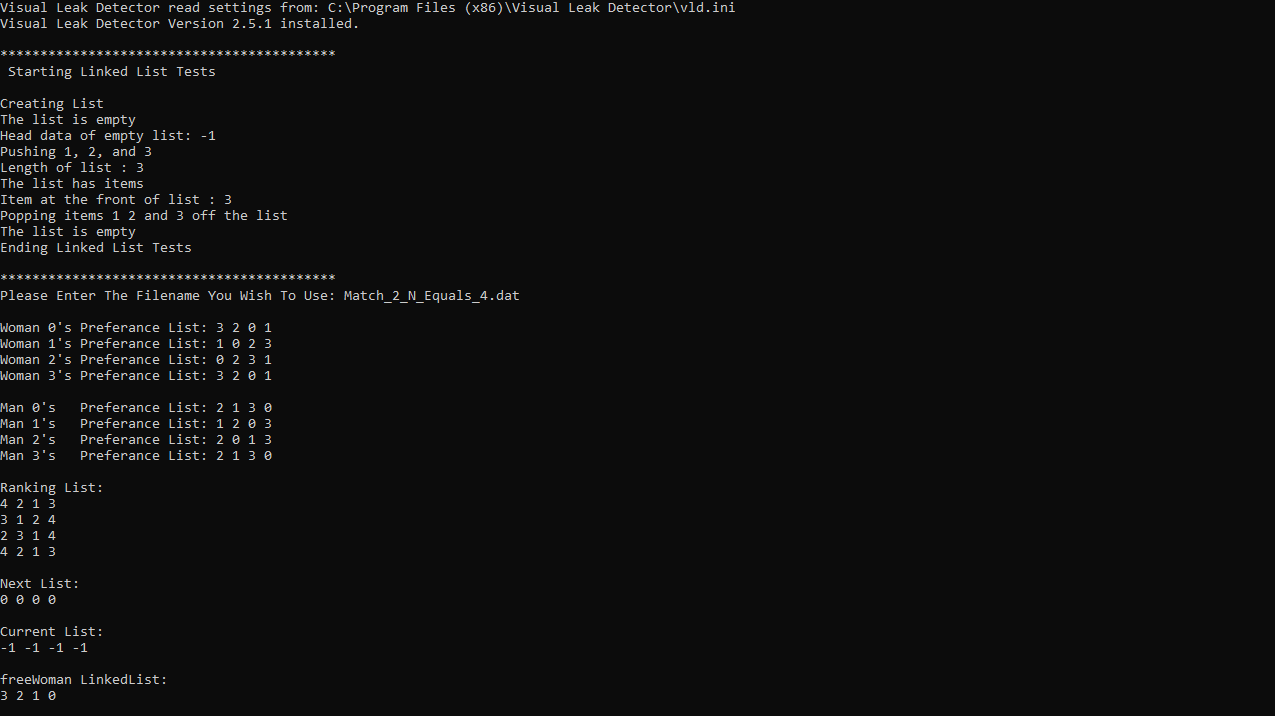 Visual Leak Detector read settings from: C:\Program Files (x86)\Visual Leak Detector\vld.ini
Visual Leak Detector Version 2.5.1 installed.
******************************************
Starting Linked List Tests
Creating List
The list is empty
Head data of empty list: -1
Pushing 1, 2, and 3
Length of list : 3
The list has items
Item at the front of list : 3
Popping items 1 2 and 3 off the list
The list is empty
Ending Linked List Tests
******************************************
Please Enter The Filename You Wish To Use: Match_2_N_Equals_4.dat
Woman 0's Preferance List: 3 2 0 1
Woman 1's Preferance List: 1 0 2 3
Woman 2's Preferance List: 0 2 3 1
Woman 3's Preferance List: 3 2 0 1
Man 0's   Preferance List: 2 1 3 0
Man 1's   Preferance List: 1 2 0 3
Man 2's   Preferance List: 2 0 1 3
Man 3's   Preferance List: 2 1 3 0
Ranking List:
4 2 1 3
3 1 2 4
2 3 1 4
4 2 1 3
Next List:
0 0 0 0
Current List:
-1 -1 -1 -1
freeWoman LinkedList:
3 2 1 0